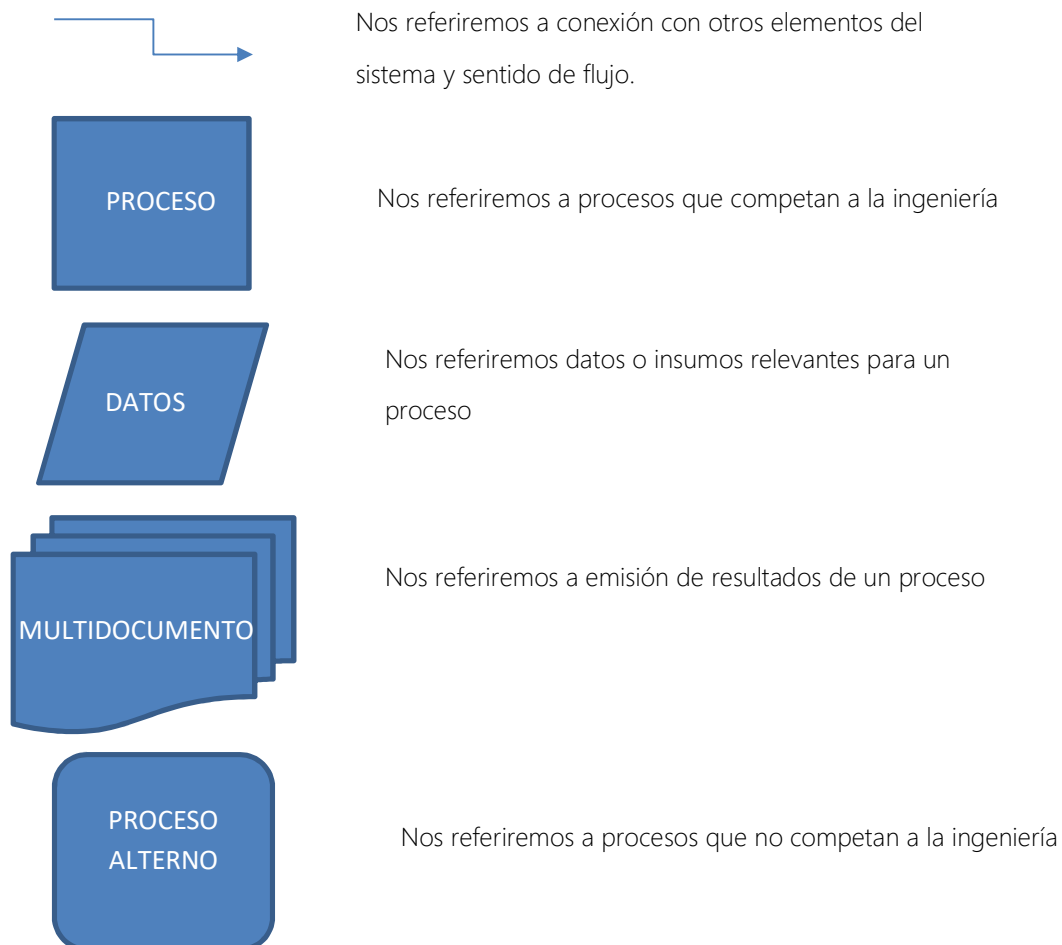 Nos referiremos a conexión con otros elementos del
sistema y sentido de flujo.
PROCESO
Nos referiremos a procesos que competan a la ingeniería
DATOS
Nos referiremos datos o insumos relevantes para un
proceso
MULTIDOCUMENTO
Nos referiremos a emisión de resultados de un proceso
PROCESO
ALTERNO
Nos referiremos a procesos que no competan a la ingeniería